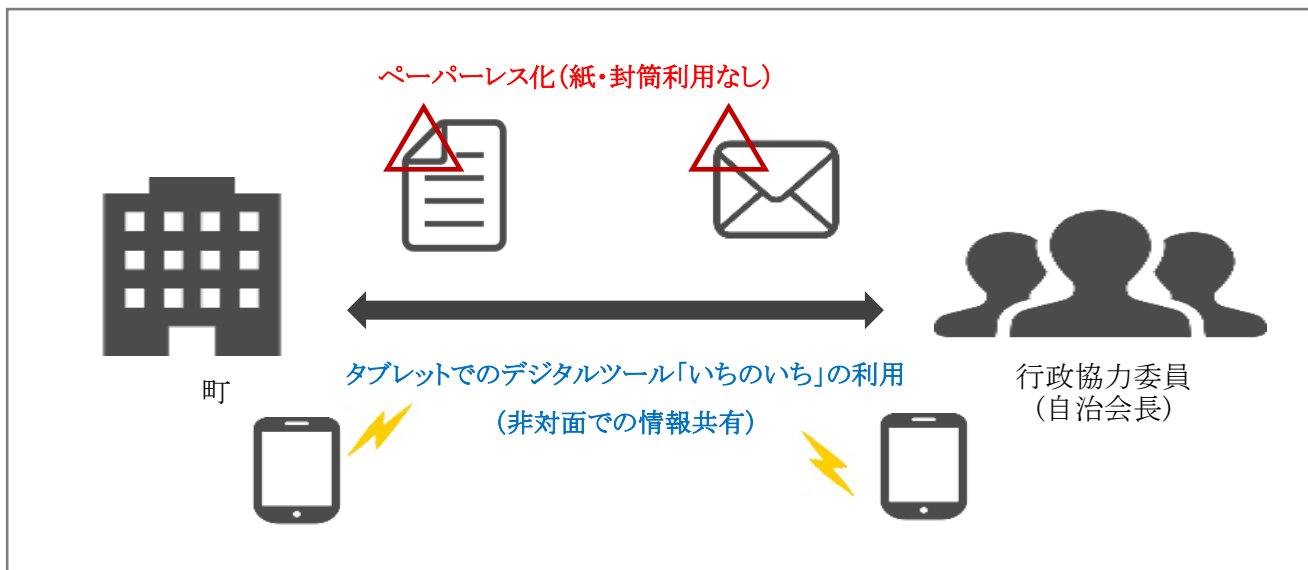 ペーパーレス化(紙・封筒利用なし)
町
タブレットでのデジタルツール「いちのいち」の利用
(非対面での情報共有)
行政協力委員
(自治会長)